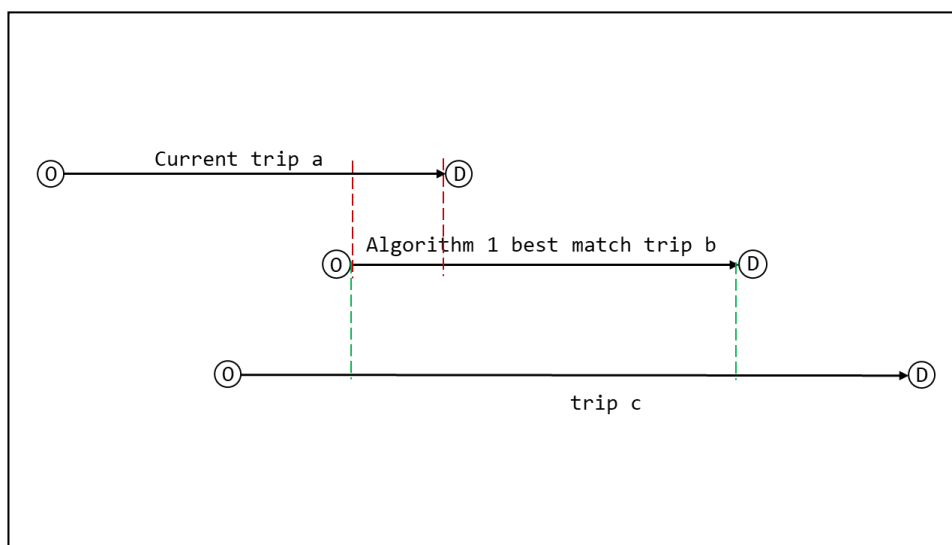 Current trip a
O D
Algorithm 1 best match trip b
O D
O D
trip c